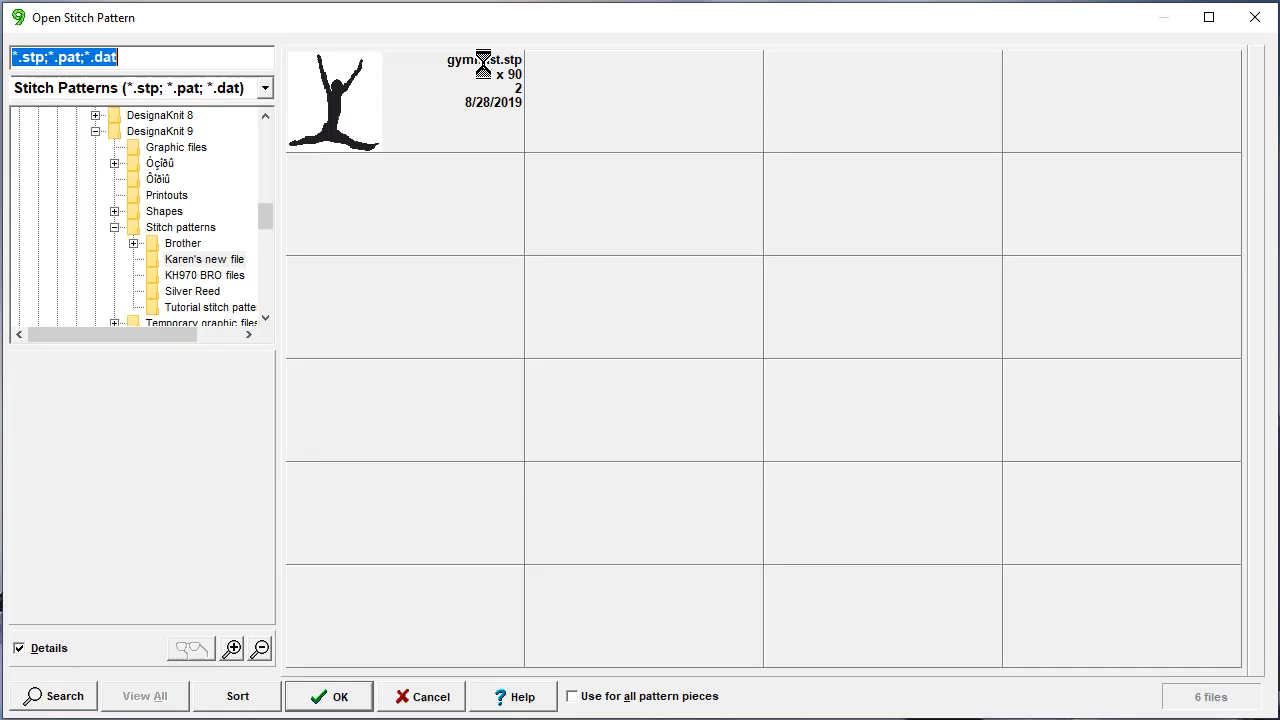 Open Stitch Pattern
*.stp;*.pat;*.dat
Stitch Patterns (*.stp; *.pat; *.dat)
DesignaKnit 8
DesignaKnit 9
Graphic files
Óçîðû
Ôîðìû
Printouts
Shapes
Stitch patterns
Brother
Karen's new file
KH970 BRO files
Silver Reed
Tutorial stitch patte
Temporary graphic files
x 90
2
8/28/2019
Details
Search
View All
Sort
OK
Cancel
Help
Use for all pattern pieces
6 files